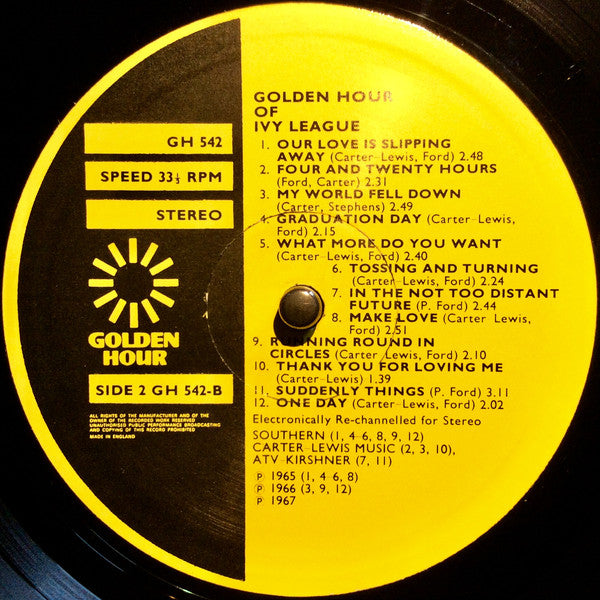 GH 542
SPEED 33⅓ RPM
STEREO
GOLDEN
HOUR
SIDE 2 GH 542-B
ALL RIGHTS OF THE MANUFACTURER AND OF THE
OWNER OF THE RECORDED WORK RESERVED
UNAUTHORISED PUBLIC PERFORMANCE BROADCASTING
AND COPYING OF THIS RECORD PROHIBITED
MADE IN ENGLAND
GOLDEN HOUR
OF
IVY LEAGUE
1. OUR LOVE IS SLIPPING
AWAY (Carter-Lewis, Ford) 2.48
2. FOUR AND TWENTY HOURS
(Ford, Carter) 2.31
3. MY WORLD FELL DOWN
(Carter, Stephens) 2.49
4. GRADUATION DAY (Carter-Lewis,
Ford) 2.15
5. WHAT MORE DO YOU WANT
(Carter-Lewis, Ford) 2.40
6. TOSSING AND TURNING
(Carter-Lewis, Ford) 2.24
7. IN THE NOT TOO DISTANT
FUTURE (P. Ford) 2.44
8. MAKE LOVE (Carter-Lewis,
Ford) 2.51
9. RUNNING ROUND IN
CIRCLES (Carter Lewis, Ford) 2.10
10. THANK YOU FOR LOVING ME
(Carter-Lewis) 1.39
11. SUDDENLY THINGS (P. Ford) 3.11
12. ONE DAY (Carter-Lewis, Ford) 2.02
Electronically Re-channelled for Stereo
SOUTHERN (1, 4-6, 8, 9, 12)
CARTER-LEWIS MUSIC (2, 3, 10),
ATV-KIRSHNER (7, 11)
℗ 1965 (1, 4-6, 8)
℗ 1966 (3, 9, 12)
℗ 1967